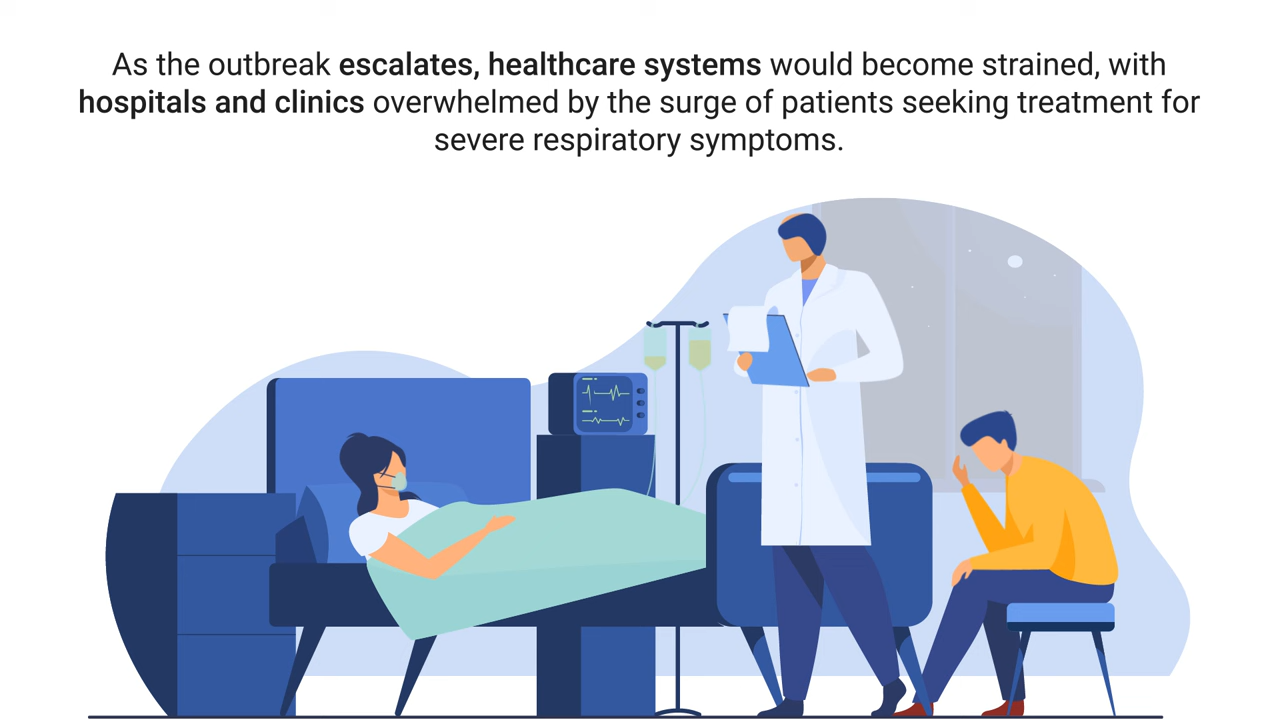 As the outbreak escalates, healthcare systems would become strained, with
hospitals and clinics overwhelmed by the surge of patients seeking treatment for
severe respiratory symptoms.